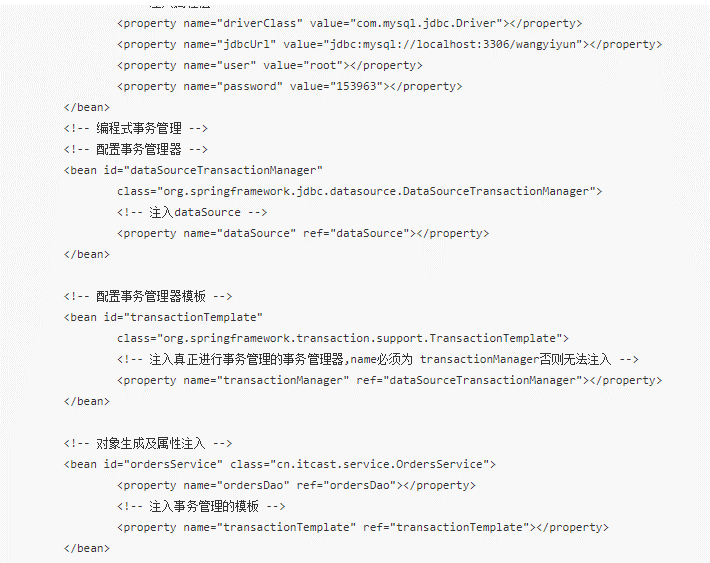 <property name="driverClass" value="com.mysql.jdbc.Driver"></property>
<property name="jdbcUrl" value="jdbc:mysql://localhost:3306/wangyiyun"></property>
<property name="user" value="root"></property>
<property name="password" value="153963"></property>
</bean>
<!-- 编程式事务管理 -->
<!-- 配置事务管理器 -->
<bean id="dataSourceTransactionManager"
class="org.springframework.jdbc.datasource.DataSourceTransactionManager">
<!-- 注入dataSource -->
<property name="dataSource" ref="dataSource"></property>
</bean>
<!-- 配置事务管理器模板 -->
<bean id="transactionTemplate"
class="org.springframework.transaction.support.TransactionTemplate">
<!-- 注入真正进行事务管理的事务管理器,name必须为 transactionManager否则无法注入 -->
<property name="transactionManager" ref="dataSourceTransactionManager"></property>
</bean>
<!-- 对象生成及属性注入 -->
<bean id="ordersService" class="cn.itcast.service.OrdersService">
<property name="ordersDao" ref="ordersDao"></property>
<!-- 注入事务管理的模板 -->
<property name="transactionTemplate" ref="transactionTemplate"></property>
</bean>